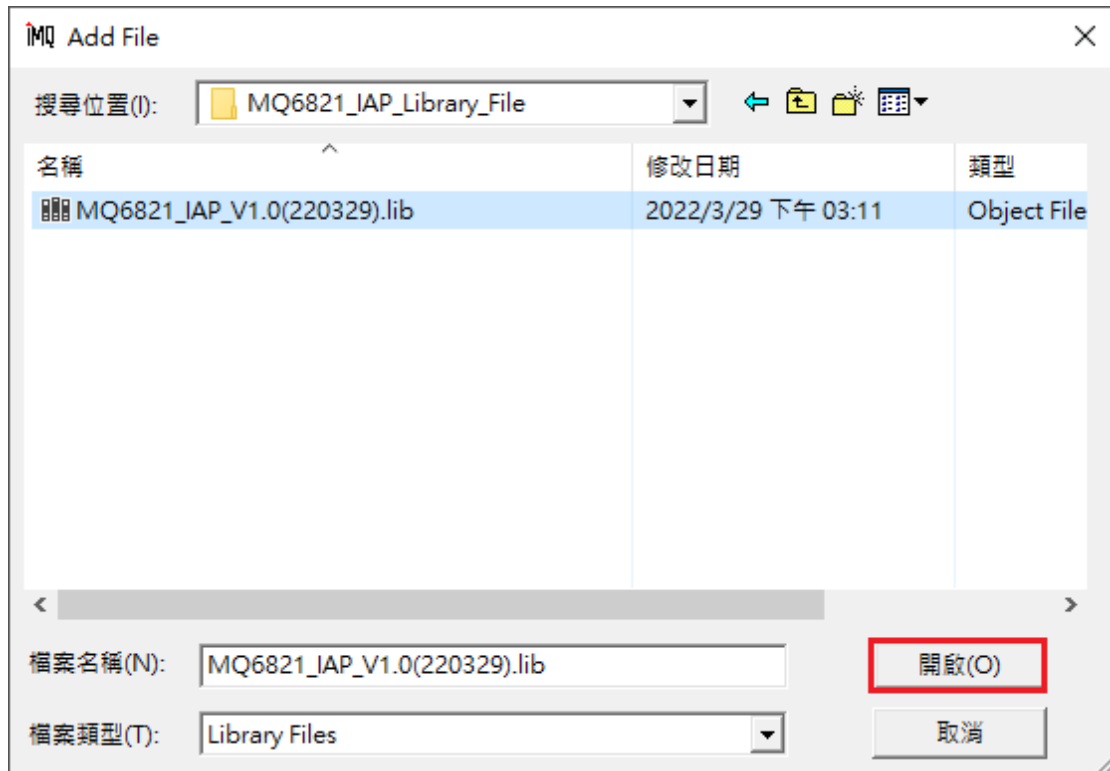 iMQ Add File
搜尋位置(I): MQ6821_IAP_Library_File
名稱 修改日期 類型
MQ6821_IAP_V1.0(220329).lib 2022/3/29 下午 03:11 Object File
檔案名稱(N): MQ6821_IAP_V1.0(220329).lib 開啟(O)
檔案類型(T): Library Files 取消